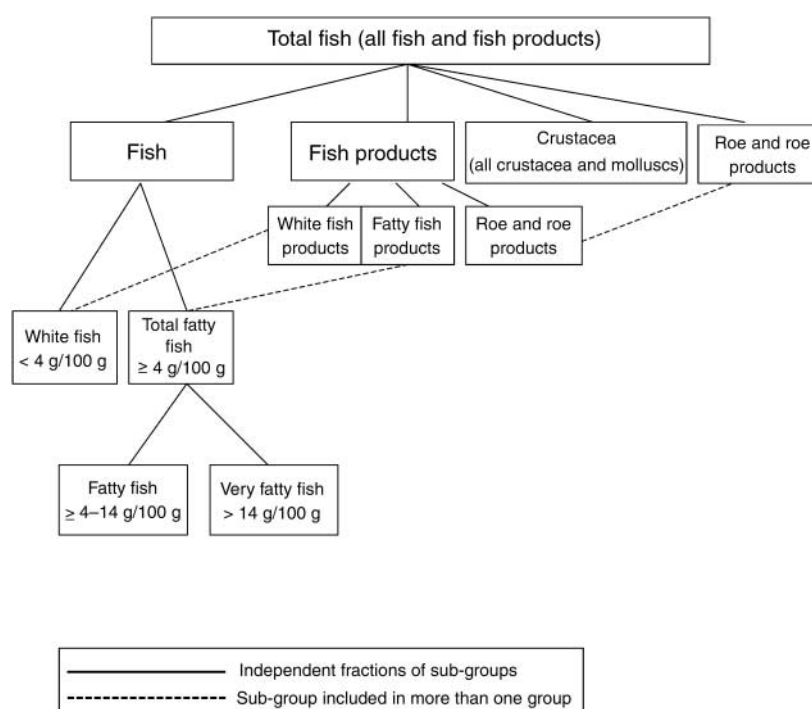 Total fish (all fish and fish products)
Fish
Fish products
Crustacea
(all crustacea and molluscs)
Roe and roe
products
White fish
products
Fatty fish
products
Roe and roe
products
White fish
< 4 g/100 g
Total fatty
fish
≥ 4 g/100 g
Fatty fish
≥ 4–14 g/100 g
Very fatty fish
> 14 g/100 g
Independent fractions of sub-groups
Sub-group included in more than one group